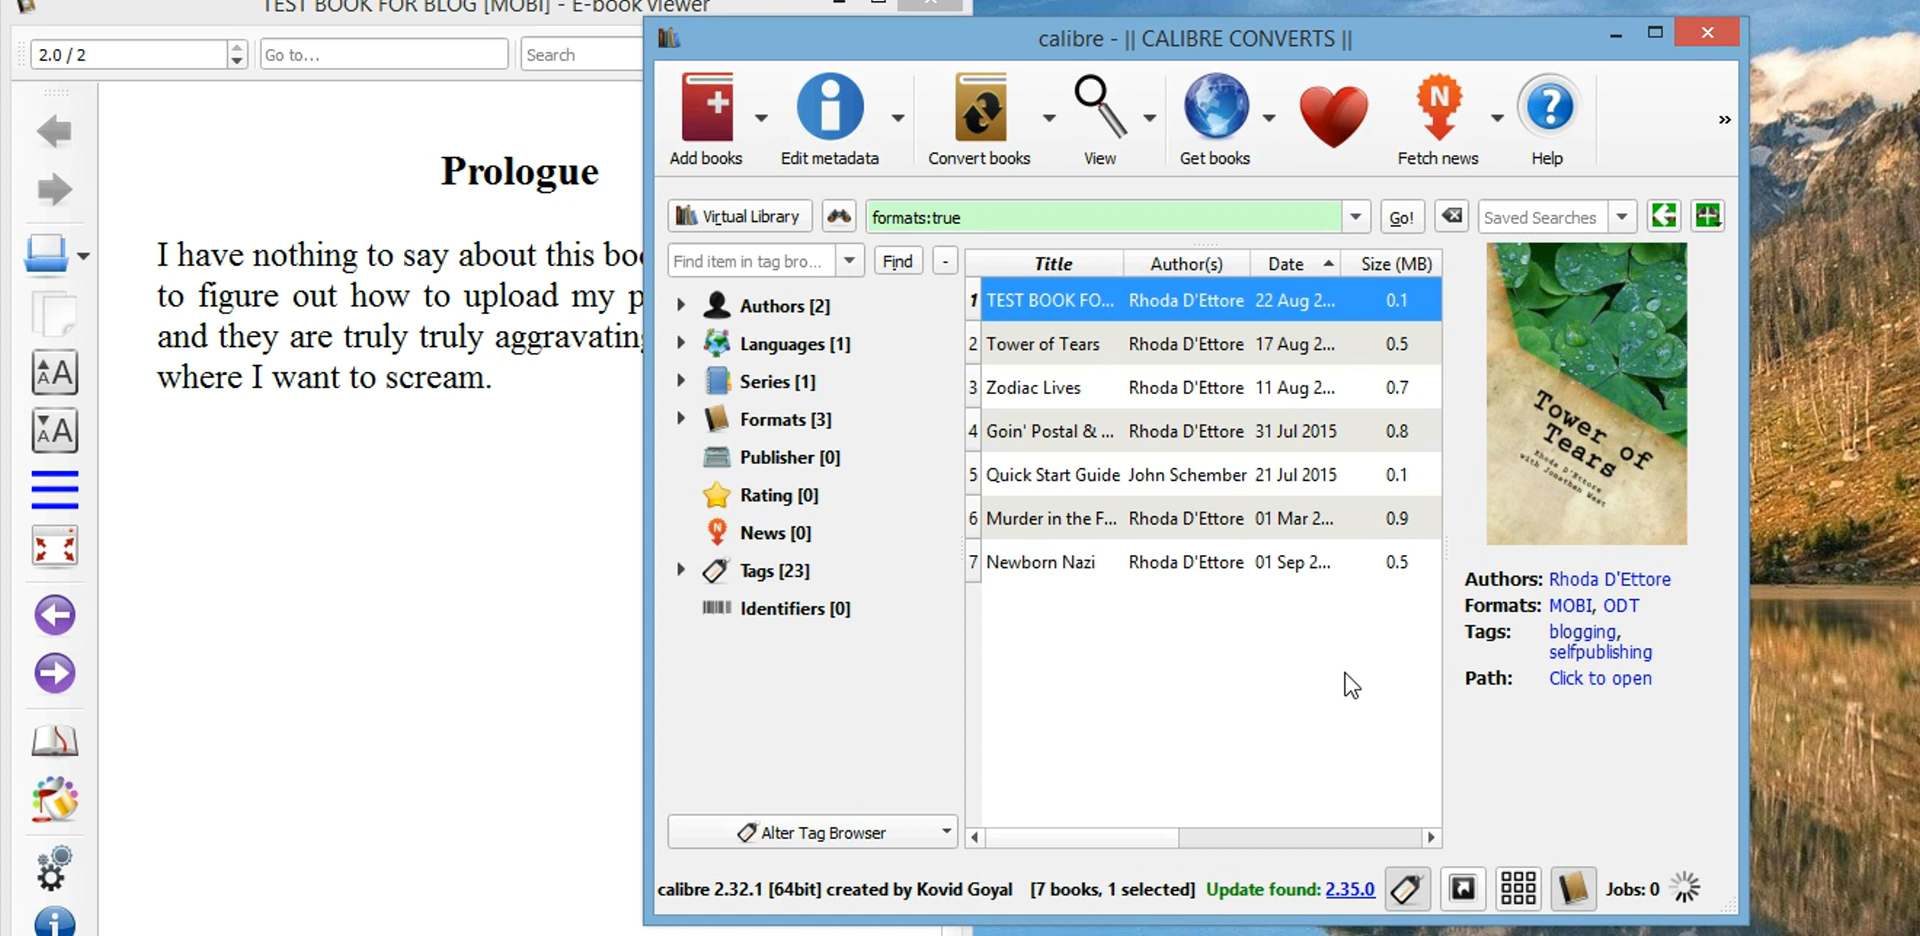 TEST BOOK FOR BLOG [MOBI] - E-book viewer
2.0 / 2
Go to...
Search
Prologue
I have nothing to say about this
to figure out how to upload my
and they are truly truly
where I want to scream.
calibre - || CALIBRE CONVERTS ||
Add books
Edit metadata
Convert books
View
Get books
Fetch news
Help
»
Virtual Library
formats:true
Go!
Saved Searches
Find item in tag bro...
Find
-
Authors [2]
Languages [1]
Series [1]
Formats [3]
Publisher [0]
Rating [0]
News [0]
Tags [23]
Identifiers [0]
Alter Tag Browser
Title Author(s) Date Size (MB)
1 TEST BOOK FO... Rhoda D'Ettore 22 Aug 2... 0.1
2 Tower of Tears Rhoda D'Ettore 17 Aug 2... 0.5
3 Zodiac Lives Rhoda D'Ettore 11 Aug 2... 0.7
4 Goin' Postal & ... Rhoda D'Ettore 31 Jul 2015 0.8
5 Quick Start Guide John Schember 21 Jul 2015 0.1
6 Murder in the F... Rhoda D'Ettore 01 Mar 2... 0.9
7 Newborn Nazi Rhoda D'Ettore 01 Sep 2... 0.5
Tower of
Tears
Rhoda D'Ettore
with Jonathan West
Authors: Rhoda D'Ettore
Formats: MOBI, ODT
Tags: blogging,
selfpublishing
Path: Click to open
calibre 2.32.1 [64bit] created by Kovid Goyal [7 books, 1 selected] Update found: 2.35.0
Jobs: 0